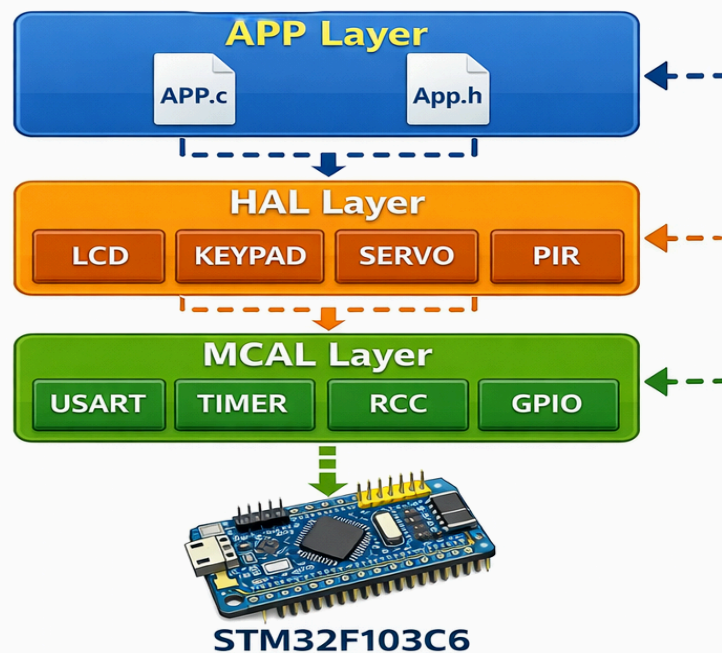 APP Layer
APP.c App.h
HAL Layer
LCD KEYPAD SERVO PIR
MCAL Layer
USART TIMER RCC GPIO
STM32F103C6